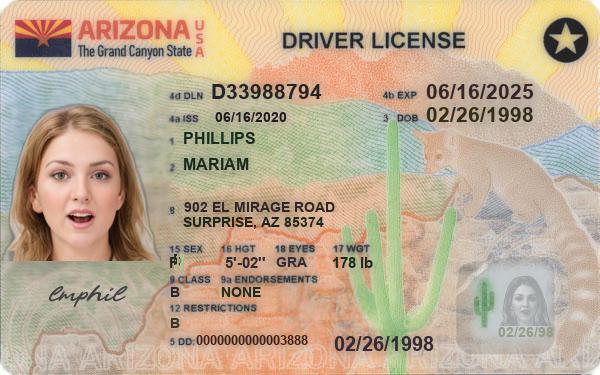 ARIZONA USA
The Grand Canyon State
DRIVER LICENSE
4d DLN D33988794
4b EXP 06/16/2025
4a ISS 06/16/2020
3 DOB 02/26/1998
1 PHILLIPS
2 MARIAM
8 902 EL MIRAGE ROAD
SURPRISE, AZ 85374
15 SEX F
16 HGT 5'-02"
18 EYES GRA
17 WGT 178 lb
9 CLASS B
9a ENDORSEMENTS NONE
12 RESTRICTIONS
B
5 DD: 0000000000003888
02/26/1998
emphil
02/26/98
ARIZONA ARIZONA ARIZONA ARIZONA